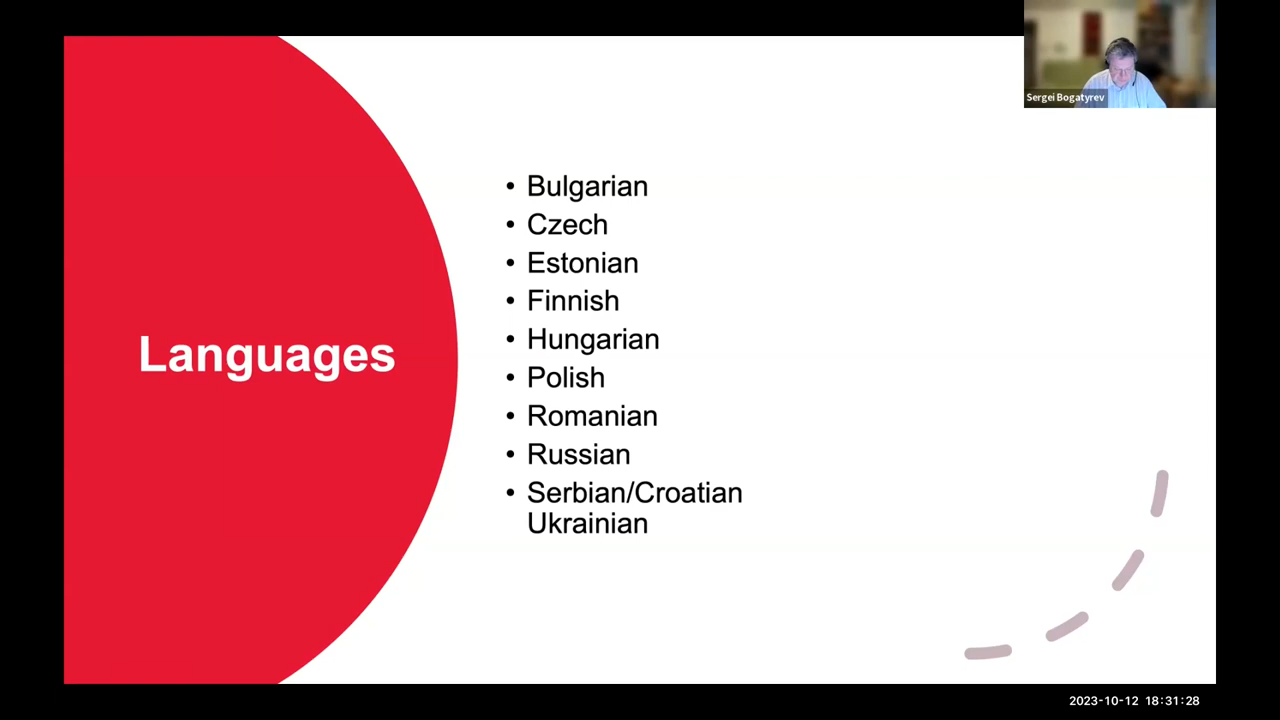 Sergei Bogatyrev
Languages
• Bulgarian
• Czech
• Estonian
• Finnish
• Hungarian
• Polish
• Romanian
• Russian
• Serbian/Croatian
Ukrainian
2023-10-12 18:31:28